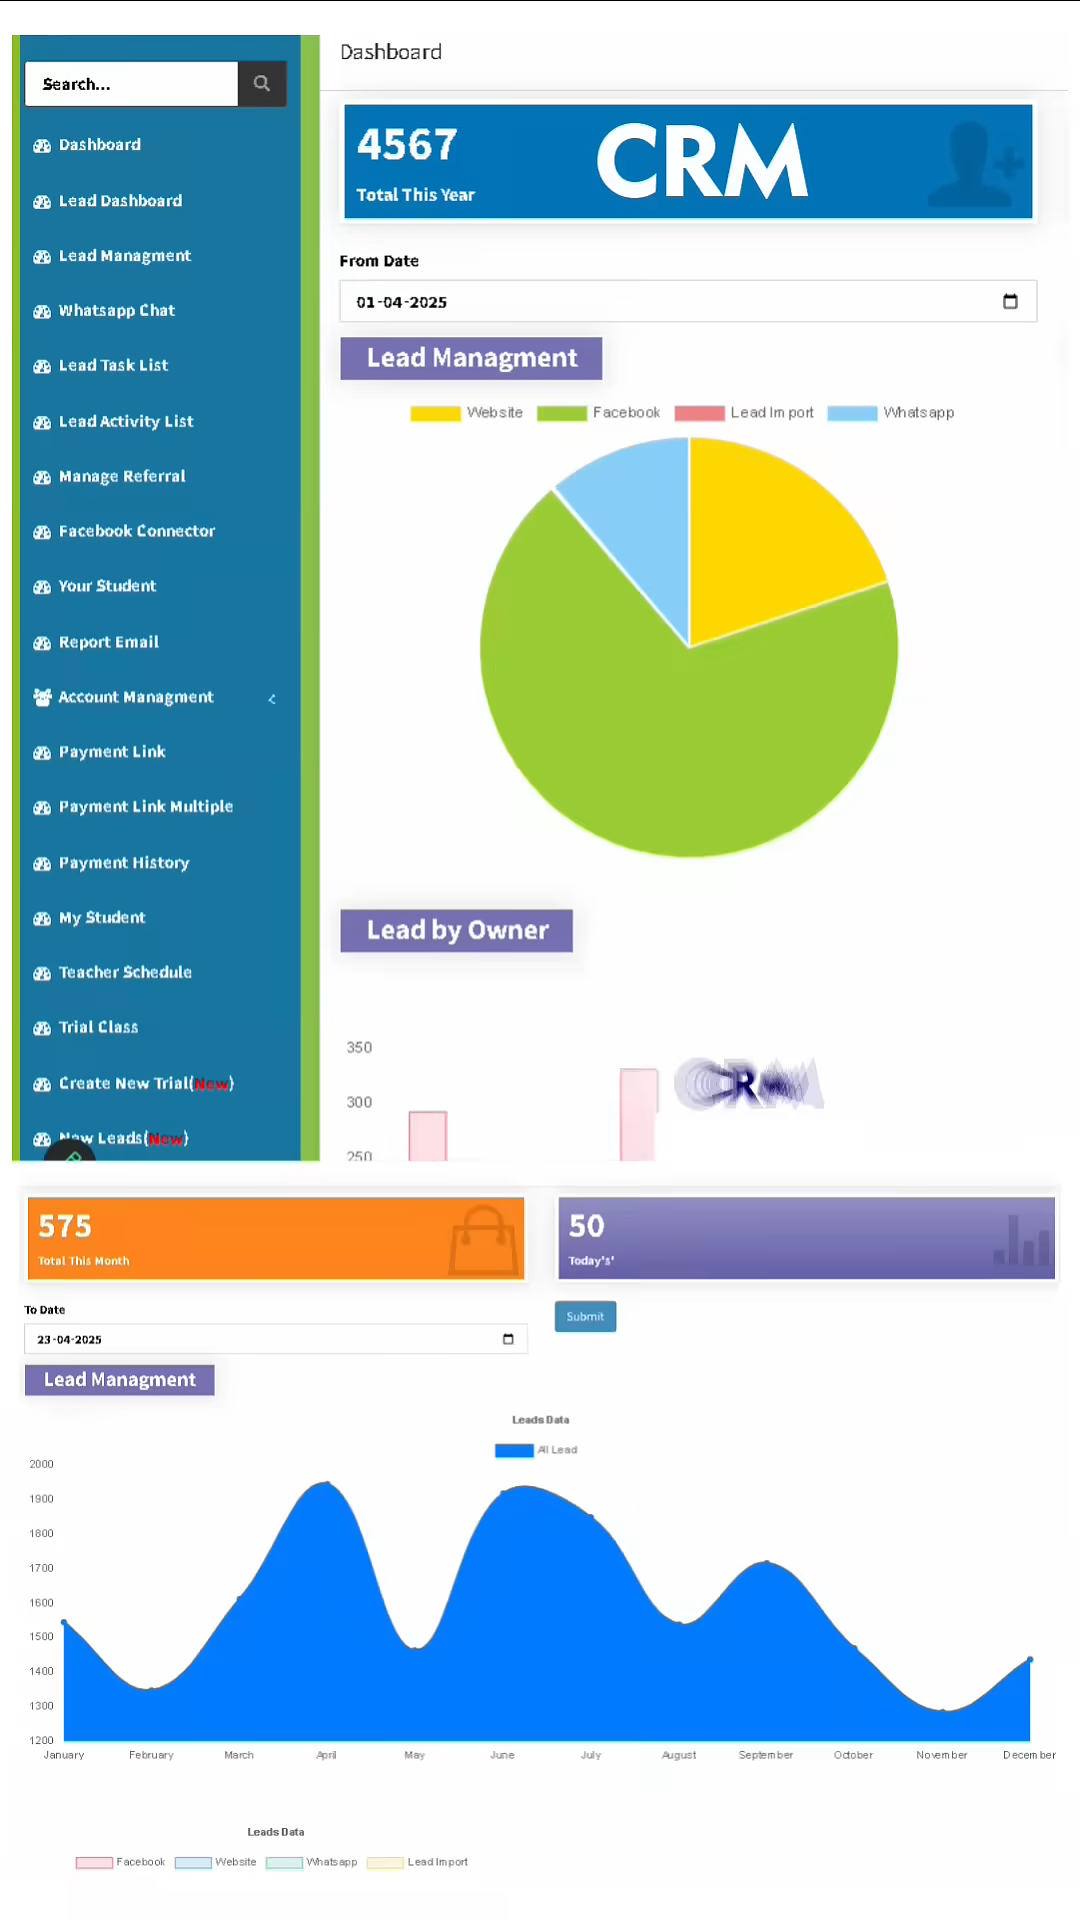 Search...
Dashboard
Lead Dashboard
Lead Managment
Whatsapp Chat
Lead Task List
Lead Activity List
Manage Referral
Facebook Connector
Your Student
Report Email
Account Managment
Payment Link
Payment Link Multiple
Payment History
My Student
Teacher Schedule
Trial Class
Create New Trial(New)
New Leads(New)
Dashboard
4567
Total This Year
CRM
From Date
01-04-2025
Lead Managment
Website Facebook Lead Import Whatsapp
Lead by Owner
350
300
250
CRM
575
Total This Month
50
Today's'
To Date
23-04-2025
Submit
Lead Managment
Leads Data
All Lead
2000
1900
1800
1700
1600
1500
1400
1300
1200
January February March April May June July August September October November December
Leads Data
Facebook Website Whatsapp Lead Import